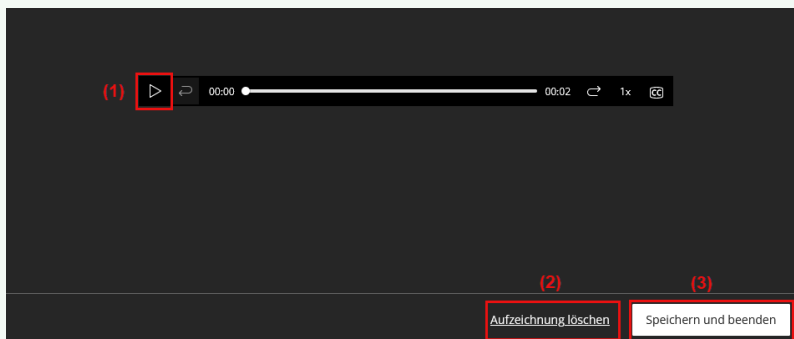 (1) 00:00 00:02 1x CC
(2) (3)
Aufzeichnung löschen Speichern und beenden